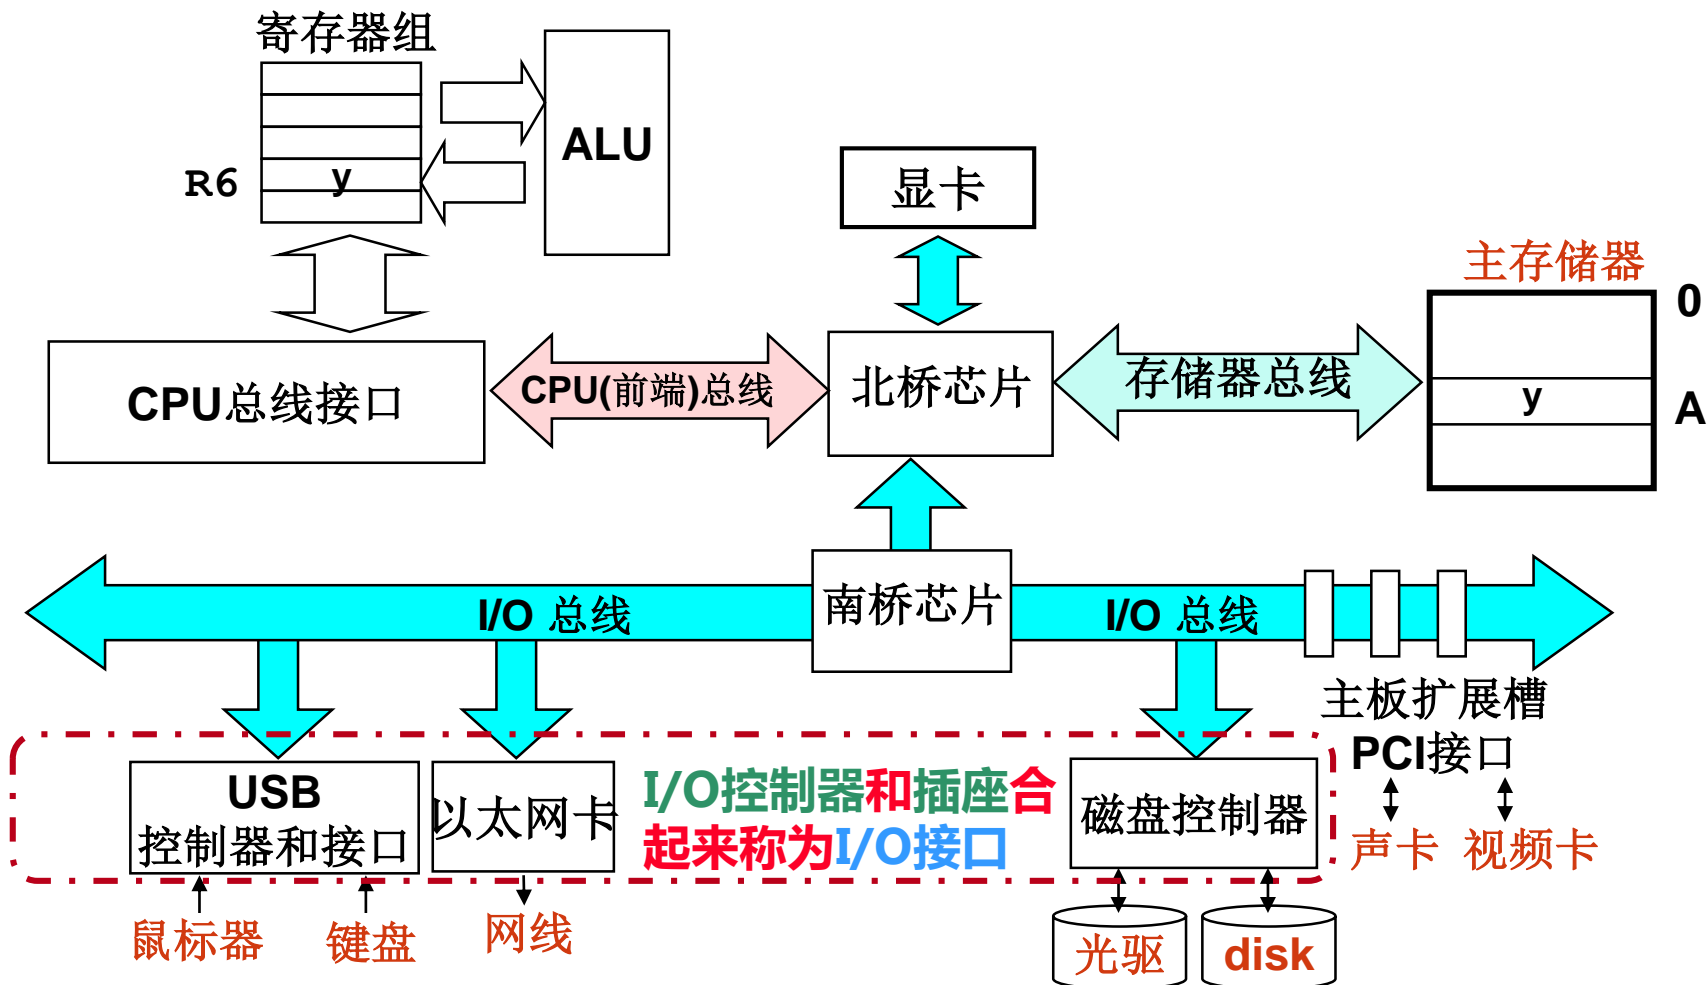 寄存器组
ALU
R6
y
显卡
主存储器
0
CPU总线接口
CPU(前端)总线
北桥芯片
存储器总线
y
A
I/O 总线
南桥芯片
I/O 总线
主板扩展槽
PCI接口
USB
控制器和接口
以太网卡
I/O控制器和插座合
起来称为I/O接口
磁盘控制器
声卡
视频卡
鼠标器
键盘
网线
光驱
disk